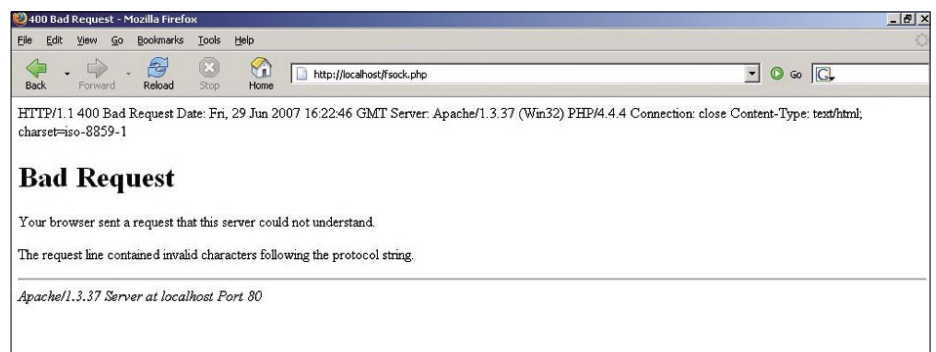 400 Bad Request - Mozilla Firefox
File Edit View Go Bookmarks Tools Help
Back Forward Reload Stop Home http://localhost/fsock.php Go G
HTTP/1.1 400 Bad Request Date: Fri, 29 Jun 2007 16:22:46 GMT Server: Apache/1.3.37 (Win32) PHP/4.4.4 Connection: close Content-Type: text/html;
charset=iso-8859-1
Bad Request
Your browser sent a request that this server could not understand.
The request line contained invalid characters following the protocol string.
Apache/1.3.37 Server at localhost Port 80